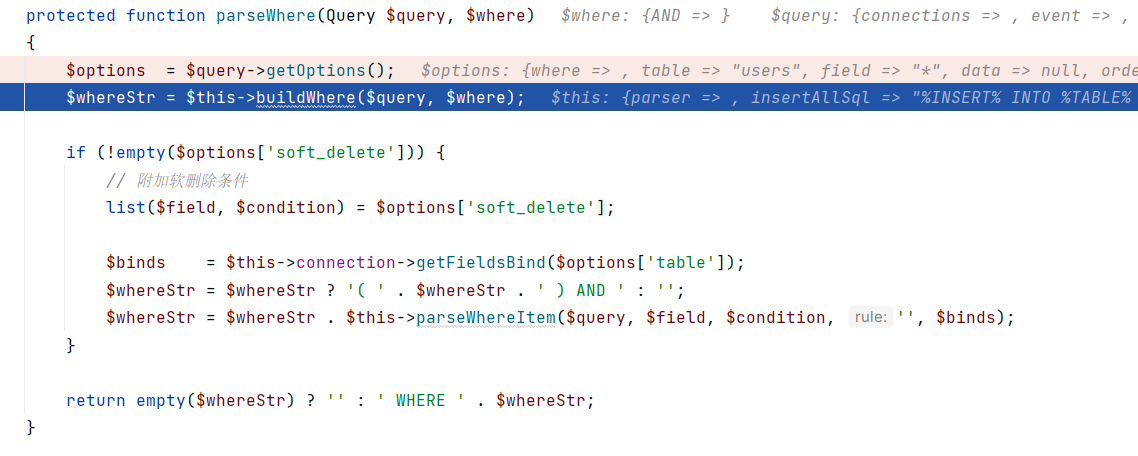 protected function parseWhere(Query $query, $where)   $where: {AND => }    $query: {connections => , event => ,
{
    $options  = $query->getOptions();   $options: {where => , table => "users", field => "*", data => null, orde
    $whereStr = $this->buildWhere($query, $where);   $this: {parser => , insertAllSql => "%INSERT% INTO %TABLE%
    if (!empty($options['soft_delete'])) {
        // 附加软删除条件
        list($field, $condition) = $options['soft_delete'];
        $binds    = $this->connection->getFieldsBind($options['table']);
        $whereStr = $whereStr ? '( ' . $whereStr . ' ) AND ' : '';
        $whereStr = $whereStr . $this->parseWhereItem($query, $field, $condition, rule: '', $binds);
    }
    return empty($whereStr) ? '' : ' WHERE ' . $whereStr;
}